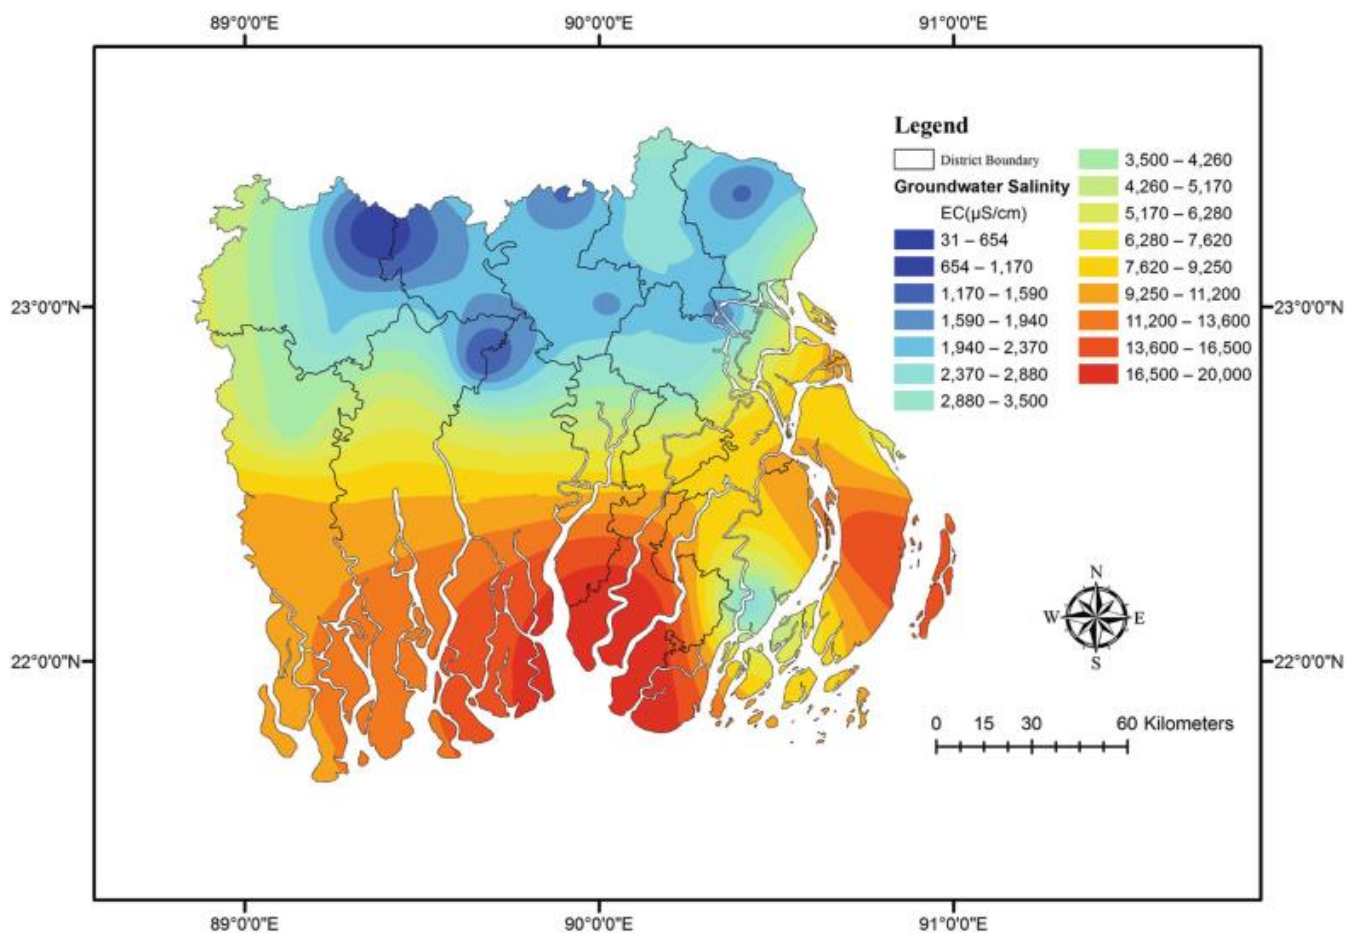 89°0'0"E 90°0'0"E 91°0'0"E
Legend
District Boundary
Groundwater Salinity
EC(µS/cm)
31 – 654
654 – 1,170
1,170 – 1,590
1,590 – 1,940
1,940 – 2,370
2,370 – 2,880
2,880 – 3,500
3,500 – 4,260
4,260 – 5,170
5,170 – 6,280
6,280 – 7,620
7,620 – 9,250
9,250 – 11,200
11,200 – 13,600
13,600 – 16,500
16,500 – 20,000
23°0'0"N 23°0'0"N
N
W E
S
22°0'0"N 22°0'0"N
0 15 30 60 Kilometers
89°0'0"E 90°0'0"E 91°0'0"E